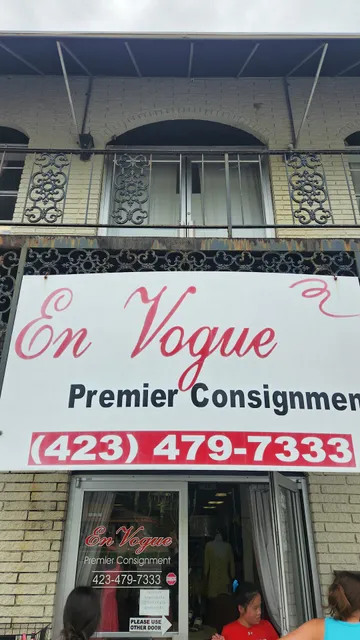 En Vogue
Premier Consignmen
(423) 479-7333
En Vogue
Premier Consignment
423-479-7333
PLEASE
USE
OTHER DOOR